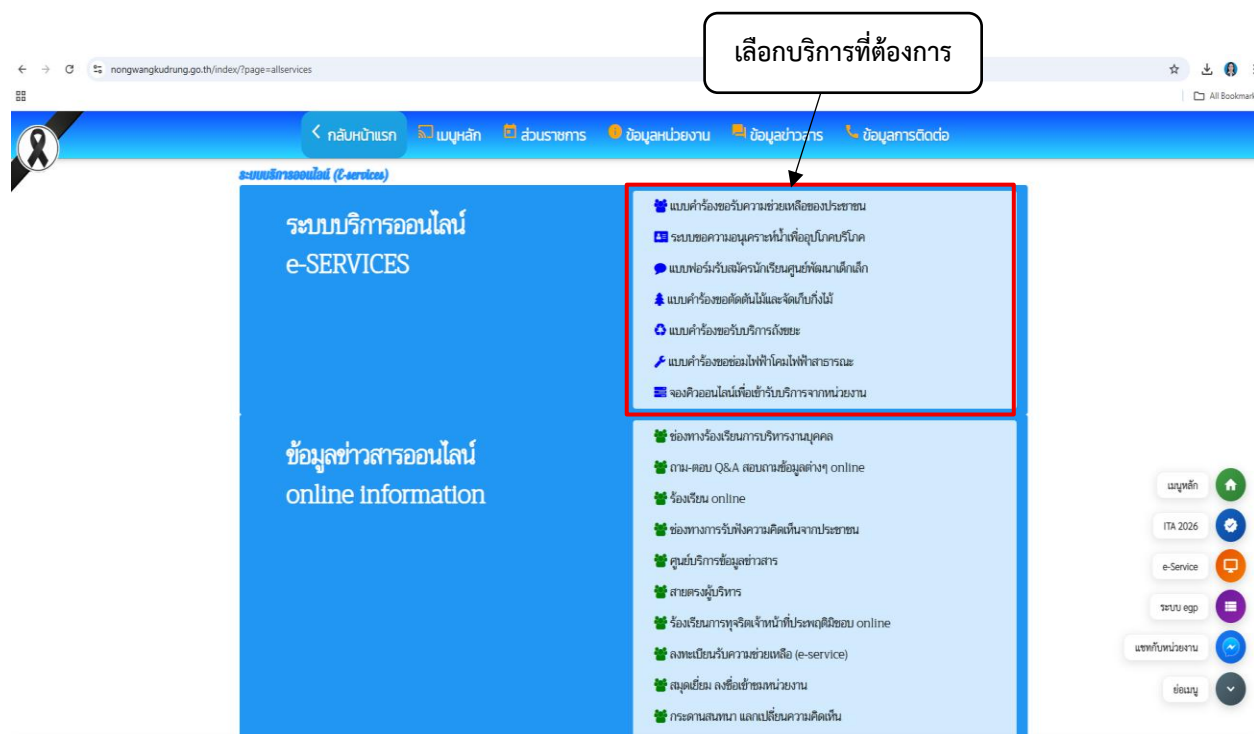 เลือกบริการที่ต้องการ
nongwangkudrung.go.th/index/?page=allservices
All Bookmark
กลับหน้าแรก เมนูหลัก ส่วนราชการ ข้อมูลหน่วยงาน ข้อมูลข่าวสาร ข้อมูลการติดต่อ
ระบบบริการออนไลน์ (E-services)
ระบบบริการออนไลน์
e-SERVICES
แบบคำร้องขอรับความช่วยเหลือของประชาชน
ระบบขอความอนุเคราะห์น้ำเพื่ออุปโภคบริโภค
แบบฟอร์มรับสมัครนักเรียนศูนย์พัฒนาเด็กเล็ก
แบบคำร้องขอตัดต้นไม้และจัดเก็บกิ่งไม้
แบบคำร้องขอรับบริการถังขยะ
แบบคำร้องขอซ่อมไฟฟ้าโคมไฟฟ้าสาธารณะ
จองคิวออนไลน์เพื่อเข้ารับบริการจากหน่วยงาน
ข้อมูลข่าวสารออนไลน์
online information
ช่องทางร้องเรียนการบริหารงานบุคคล
ถาม-ตอบ Q&A สอบถามข้อมูลต่างๆ online
ร้องเรียน online
ช่องทางการรับฟังความคิดเห็นจากประชาชน
ศูนย์บริการข้อมูลข่าวสาร
สายตรงผู้บริหาร
ร้องเรียนการทุจริตเจ้าหน้าที่ประพฤติมิชอบ online
ลงทะเบียนรับความช่วยเหลือ (e-service)
สมุดเยี่ยม ลงชื่อเข้าชมหน่วยงาน
กระดานสนทนา แลกเปลี่ยนความคิดเห็น
เมนูหลัก
ITA 2026
e-Service
ระบบ egp
แชทกับหน่วยงาน
ย่อเมนู